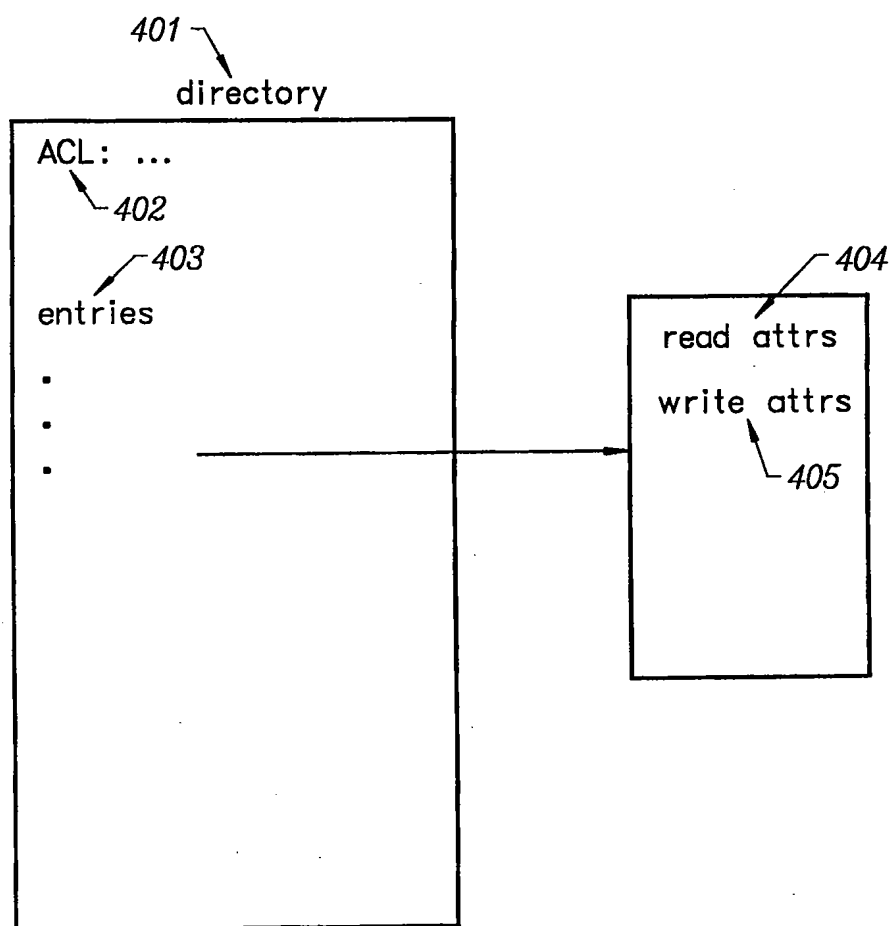 401
directory
ACL: ...
402
403
entries
404
read attrs
write attrs
405